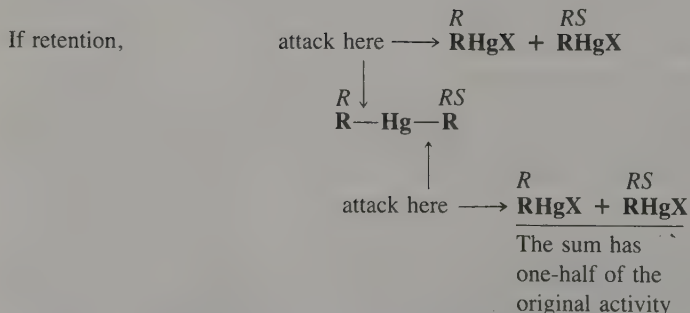 R RS
If retention, attack here → RHgX + RHgX
R RS
R—Hg—R
R RS
attack here → RHgX + RHgX
The sum has
one-half of the
original activity